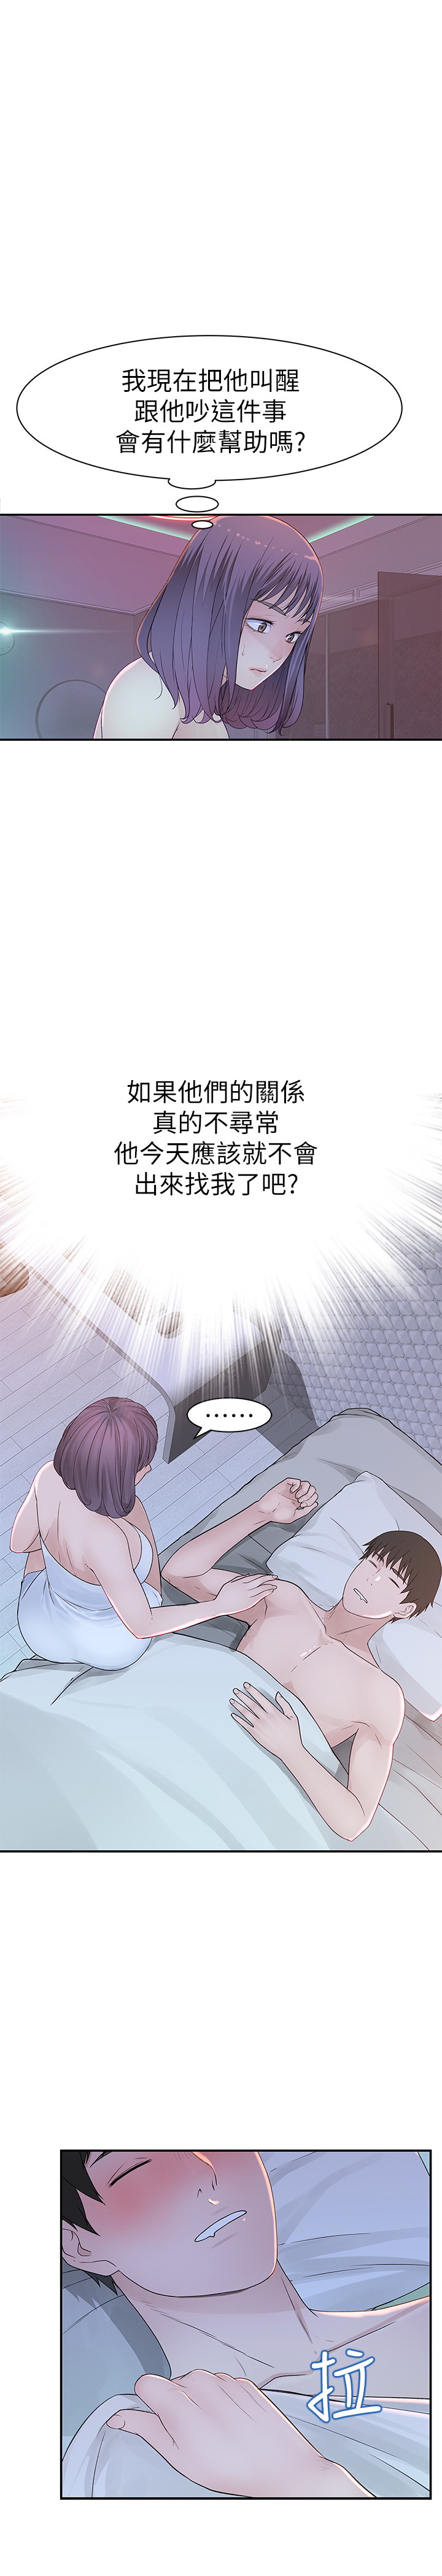 我現在把他叫醒
跟他吵這件事
會有什麼幫助嗎?
如果他們的關係
真的不尋常
他今天應該就不會
出來找我了吧?
……
拉